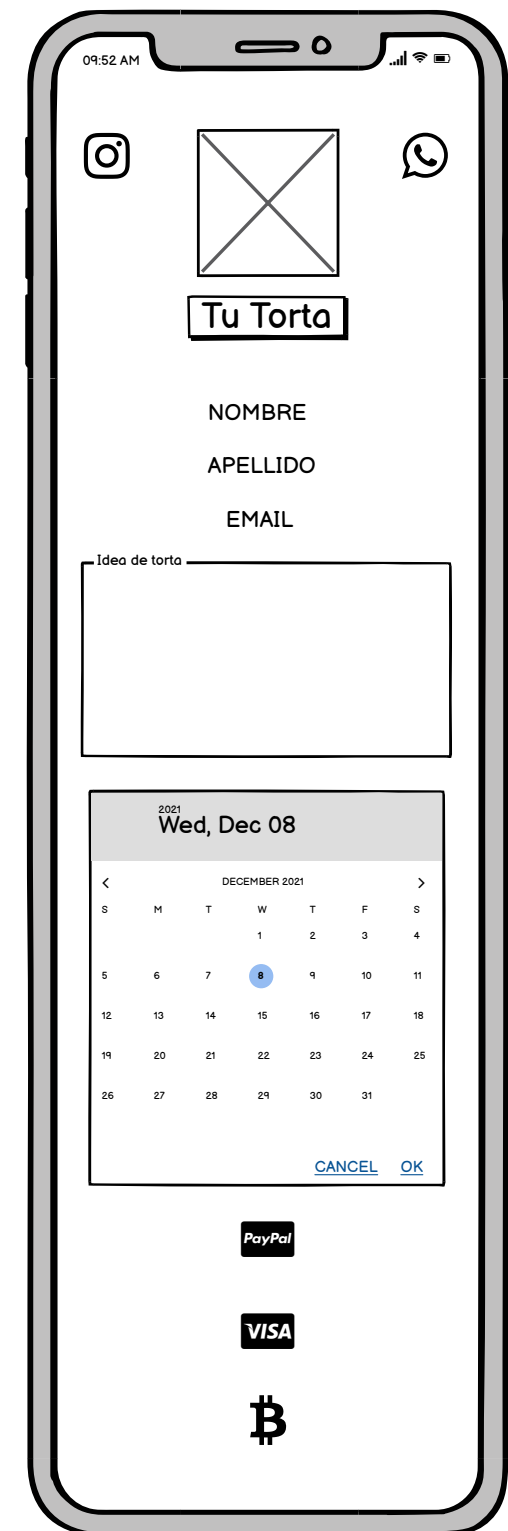 09:52 AM
Tu Torta
NOMBRE
APELLIDO
EMAIL
Idea de torta
2021
Wed, Dec 08
DECEMBER 2021
S M T W T F S
1 2 3 4
5 6 7 8 9 10 11
12 13 14 15 16 17 18
19 20 21 22 23 24 25
26 27 28 29 30 31
CANCEL OK
PayPal
VISA